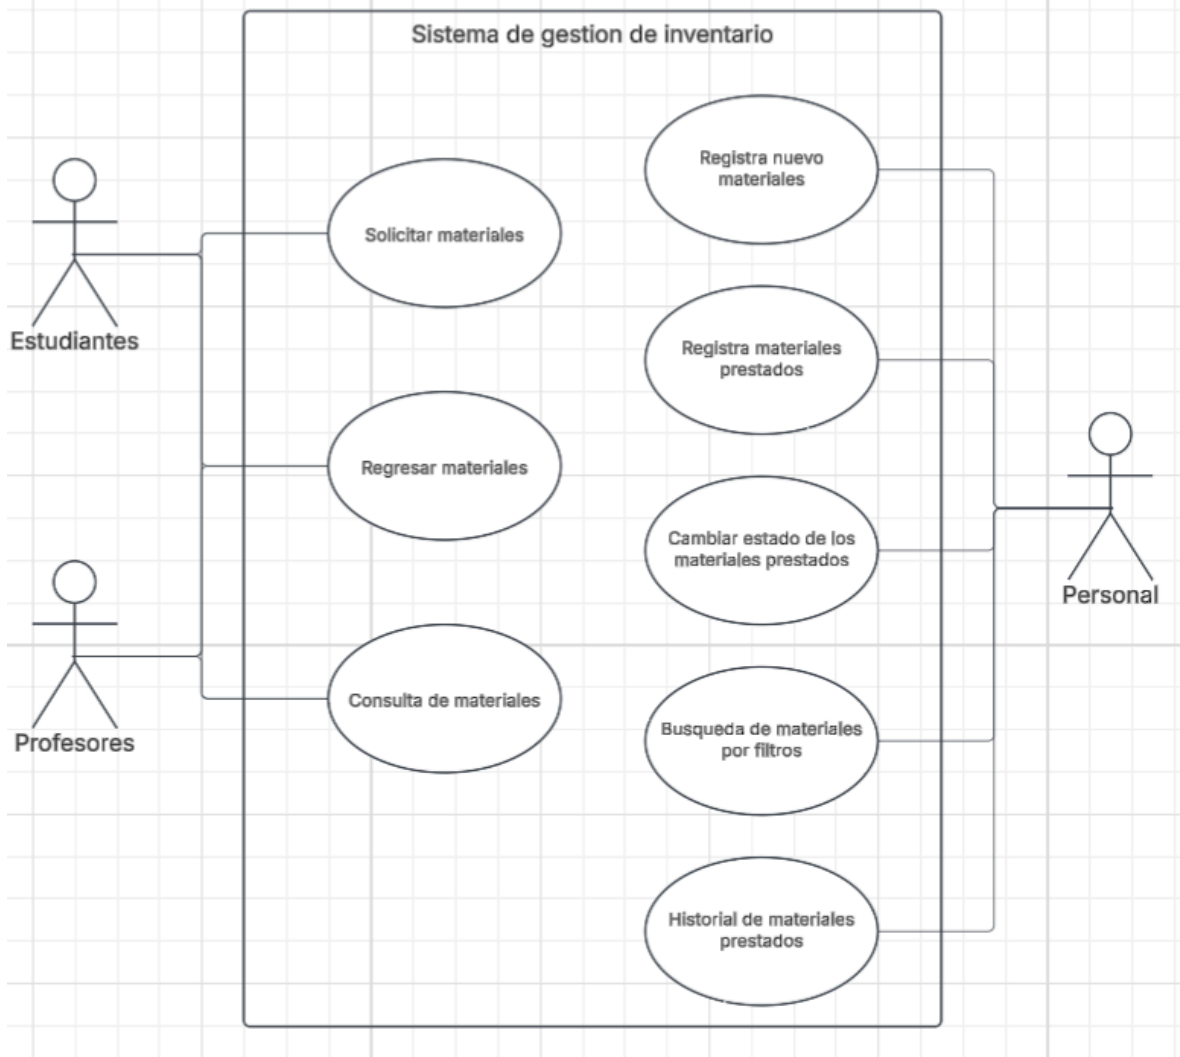 Sistema de gestion de inventario
Estudiantes
Profesores
Solicitar materiales
Regresar materiales
Consulta de materiales
Registra nuevo
materiales
Registra materiales
prestados
Cambiar estado de los
materiales prestados
Busqueda de materiales
por filtros
Historial de materiales
prestados
Personal